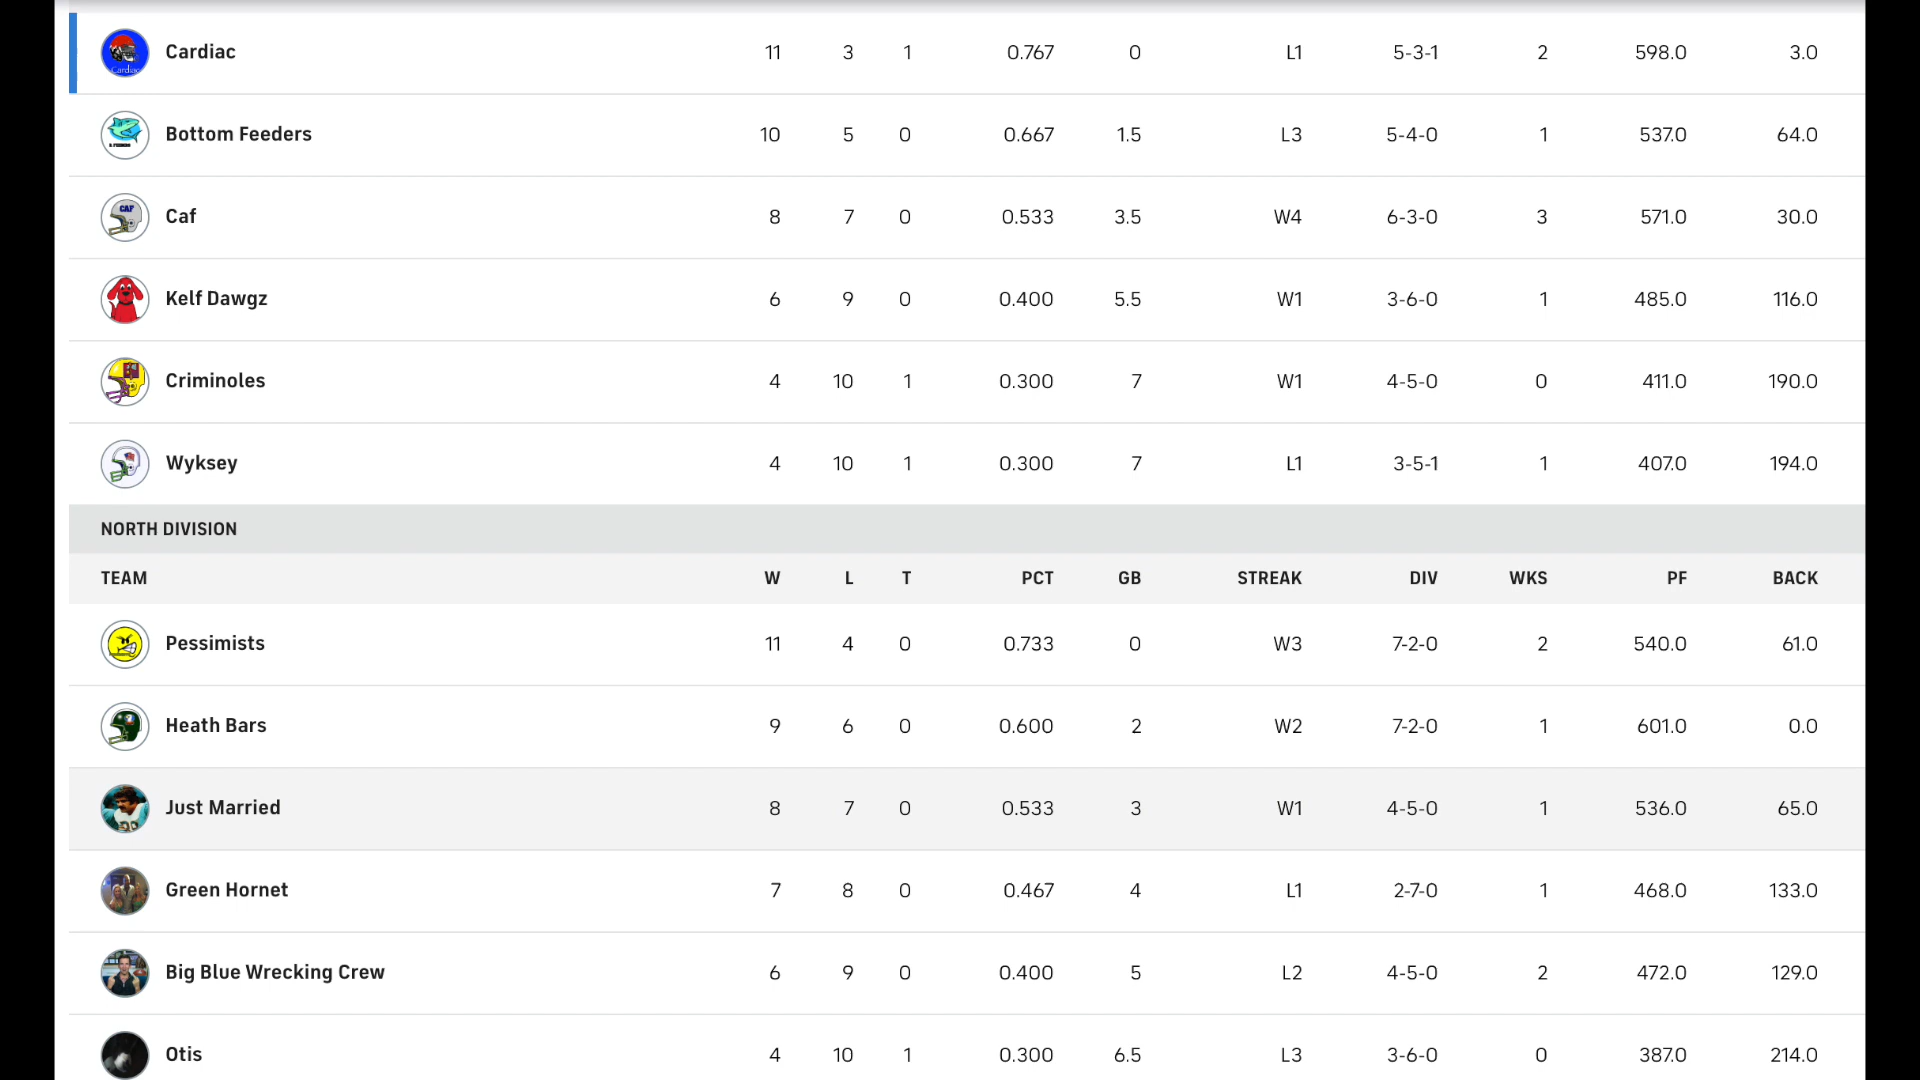 Cardiac 11 3 1 0.767 0 L1 5-3-1 2 598.0 3.0
Cardiac
Bottom Feeders 10 5 0 0.667 1.5 L3 5-4-0 1 537.0 64.0
Caf 8 7 0 0.533 3.5 W4 6-3-0 3 571.0 30.0
CAF
Kelf Dawgz 6 9 0 0.400 5.5 W1 3-6-0 1 485.0 116.0
Criminoles 4 10 1 0.300 7 W1 4-5-0 0 411.0 190.0
Wyksey 4 10 1 0.300 7 L1 3-5-1 1 407.0 194.0
NORTH DIVISION
TEAM W L T PCT GB STREAK DIV WKS PF BACK
Pessimists 11 4 0 0.733 0 W3 7-2-0 2 540.0 61.0
Heath Bars 9 6 0 0.600 2 W2 7-2-0 1 601.0 0.0
Just Married 8 7 0 0.533 3 W1 4-5-0 1 536.0 65.0
Green Hornet 7 8 0 0.467 4 L1 2-7-0 1 468.0 133.0
Big Blue Wrecking Crew 6 9 0 0.400 5 L2 4-5-0 2 472.0 129.0
Otis 4 10 1 0.300 6.5 L3 3-6-0 0 387.0 214.0